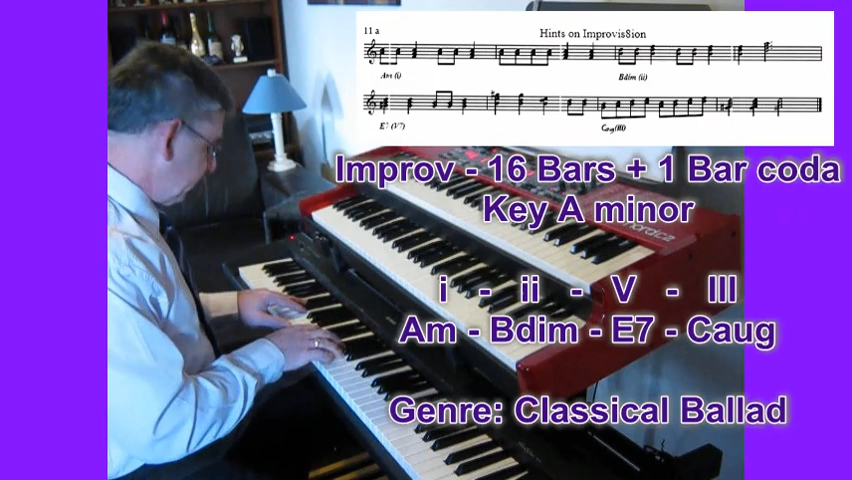 11 a
Hints on Improvis8ion
Am (i)
Bdim (ii)
E7 (V7)
Caug(III)
Improv - 16 Bars + 1 Bar coda
Key A minor
i - ii - V - III
Am - Bdim - E7 - Caug
Genre: Classical Ballad